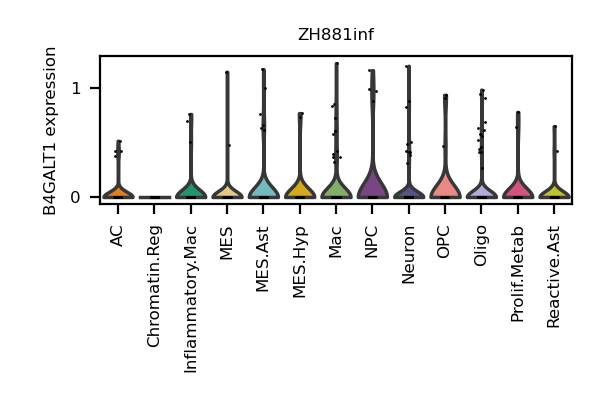 ZH881inf
B4GALT1 expression
1
0
AC
Chromatin.Reg
Inflammatory.Mac
MES
MES.Ast
MES.Hyp
Mac
NPC
Neuron
OPC
Oligo
Prolif.Metab
Reactive.Ast